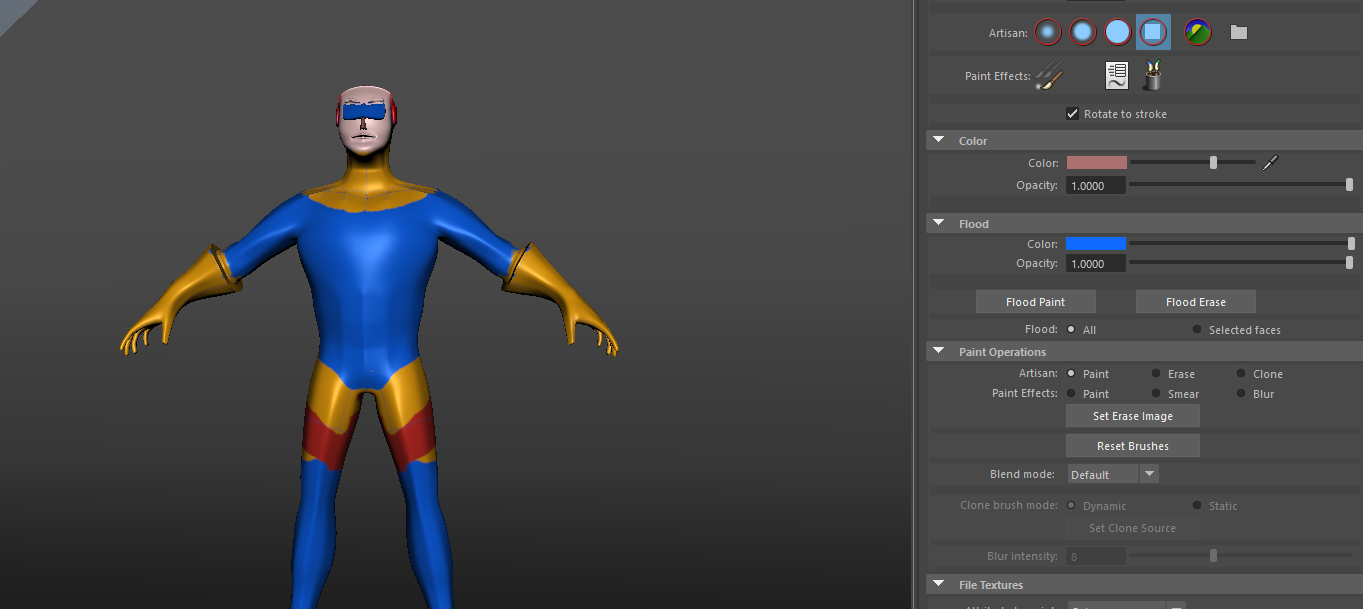 Artisan:
Paint Effects:
Rotate to stroke
Color
Color:
Opacity: 1.0000
Flood
Color:
Opacity: 1.0000
Flood Paint Flood Erase
Flood: All Selected faces
Paint Operations
Artisan: Paint Erase Clone
Paint Effects: Paint Smear Blur
Set Erase Image
Reset Brushes
Blend mode: Default
Clone brush mode: Dynamic Static
Set Clone Source
Blur intensity: 8
File Textures